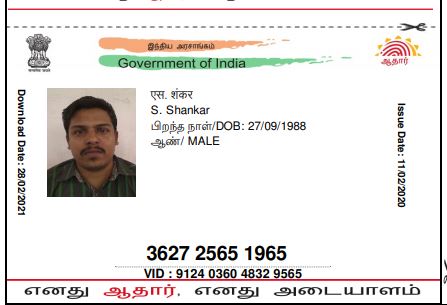 இந்திய அரசாங்கம்
Government of India
ஆதார்
Download Date: 28/02/2021
எஸ். சங்கர்
S. Shankar
பிறந்த நாள்/DOB: 27/09/1988
ஆண்/ MALE
Issue Date: 11/02/2020
3627 2565 1965
VID : 9124 0360 4832 9565
எனது ஆதார், எனது அடையாளம்